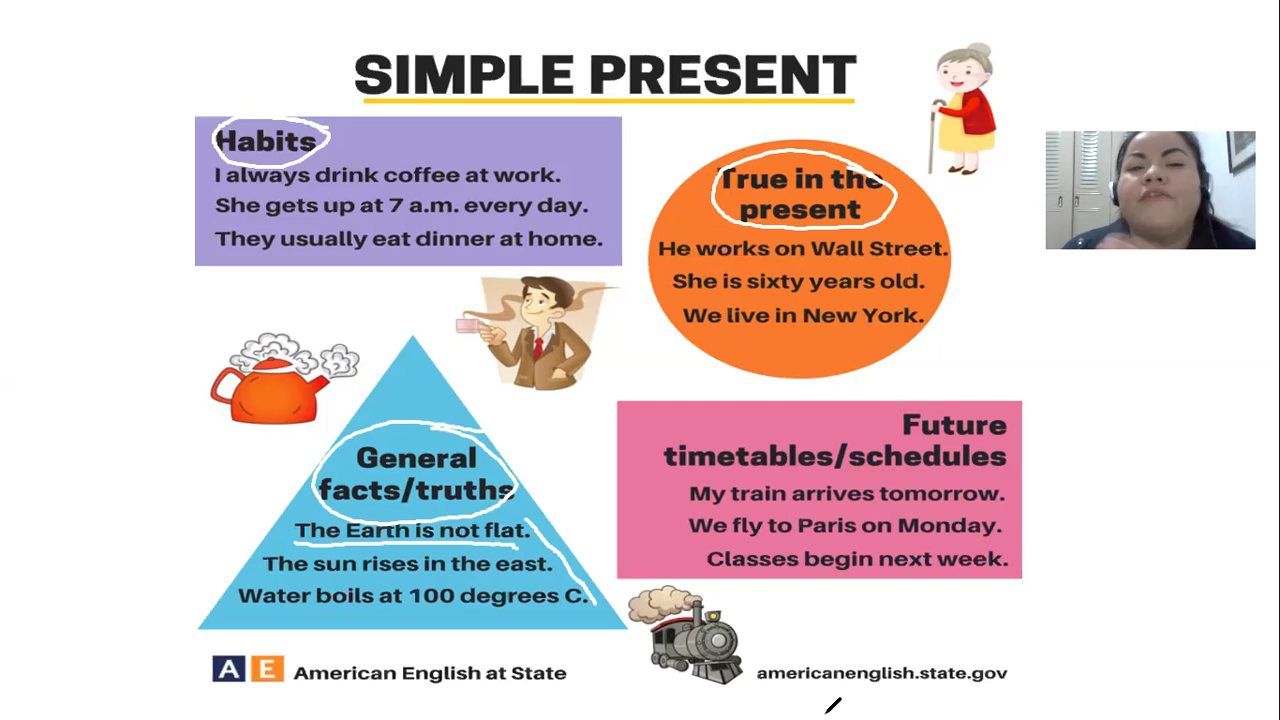 SIMPLE PRESENT
Habits
I always drink coffee at work.
She gets up at 7 a.m. every day.
They usually eat dinner at home.
True in the
present
He works on Wall Street.
She is sixty years old.
We live in New York.
General
facts/truths
The Earth is not flat.
The sun rises in the east.
Water boils at 100 degrees C.
Future
timetables/schedules
My train arrives tomorrow.
We fly to Paris on Monday.
Classes begin next week.
A E American English at State
americanenglish.state.gov